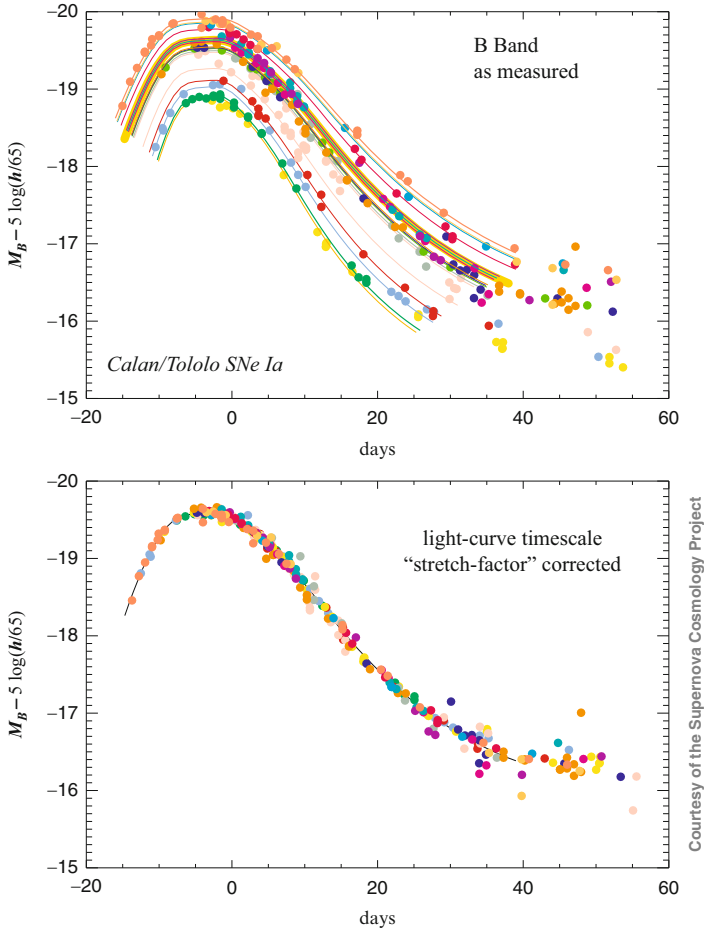 −20
−19
−18
−17
−16
−15
M_B − 5 log(h/65)
B Band
as measured
Calan/Tololo SNe Ia
−20 0 20 40 60
days
−20
−19
−18
−17
−16
−15
M_B − 5 log(h/65)
light-curve timescale
“stretch-factor” corrected
−20 0 20 40 60
days
Courtesy of the Supernova Cosmology Project